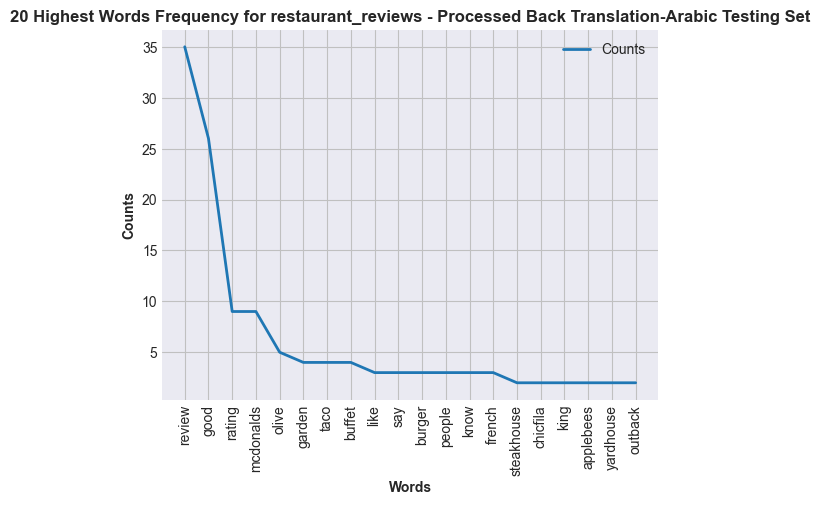 20 Highest Words Frequency for restaurant_reviews - Processed Back Translation-Arabic Testing Set
Counts
35
30
25
20
15
10
5
Counts
review
good
rating
mcdonalds
olive
garden
taco
buffet
like
say
burger
people
know
french
steakhouse
chicfila
king
applebees
yardhouse
outback
Words